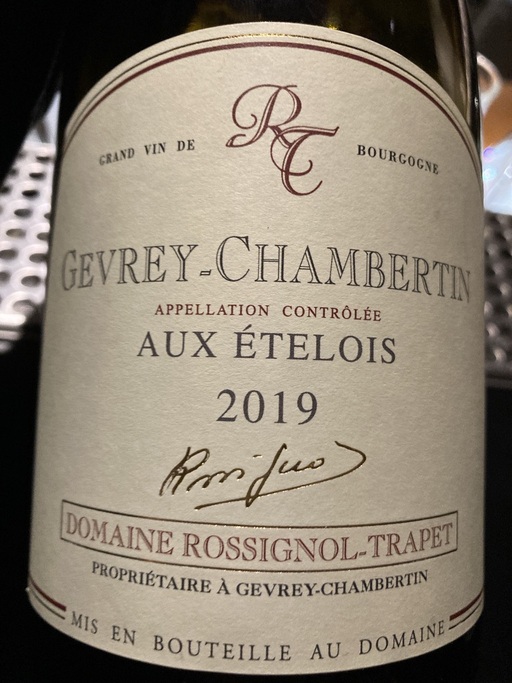 RT
GRAND VIN DE BOURGOGNE
GEVREY-CHAMBERTIN
APPELLATION CONTRÔLÉE
AUX ÉTELOIS
2019
Rossignol
DOMAINE ROSSIGNOL-TRAPET
PROPRIÉTAIRE À GEVREY-CHAMBERTIN
MIS EN BOUTEILLE AU DOMAINE